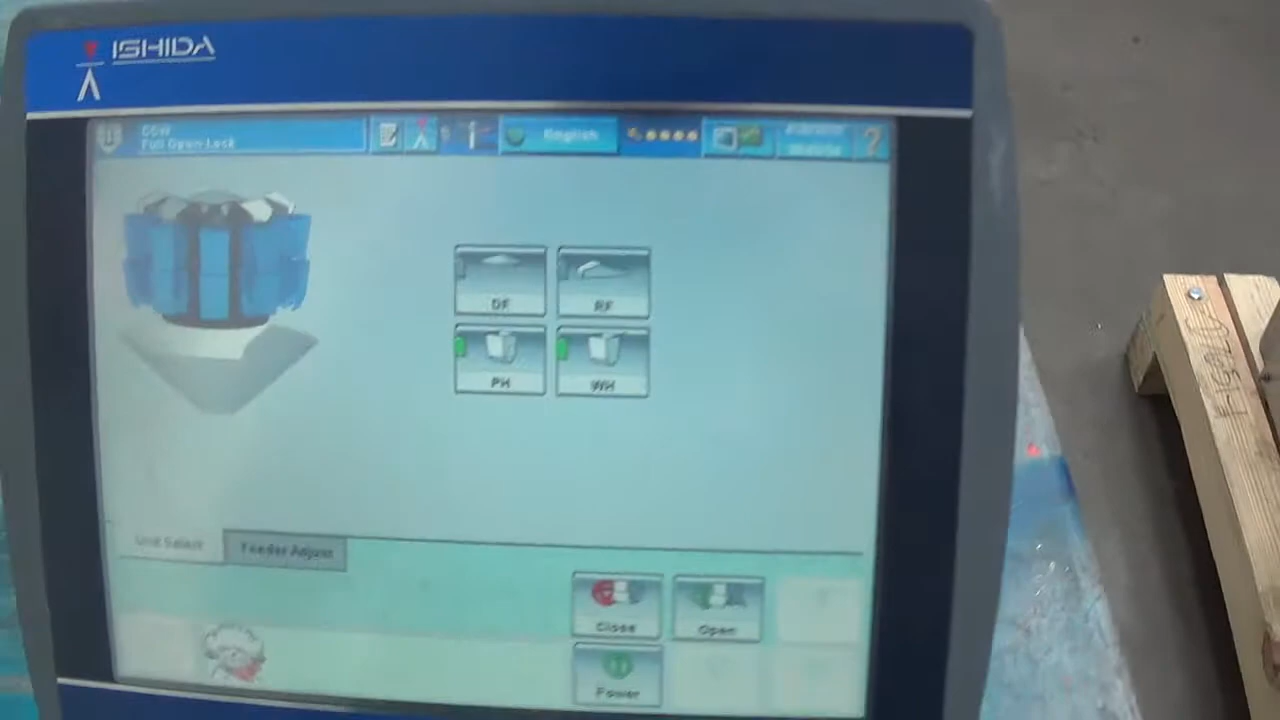 ISHIDA
CCW
Full Open-Lock
English
?
DF
RF
PH
WH
Unit Select
Feeder Adjust
Close
Open
Power